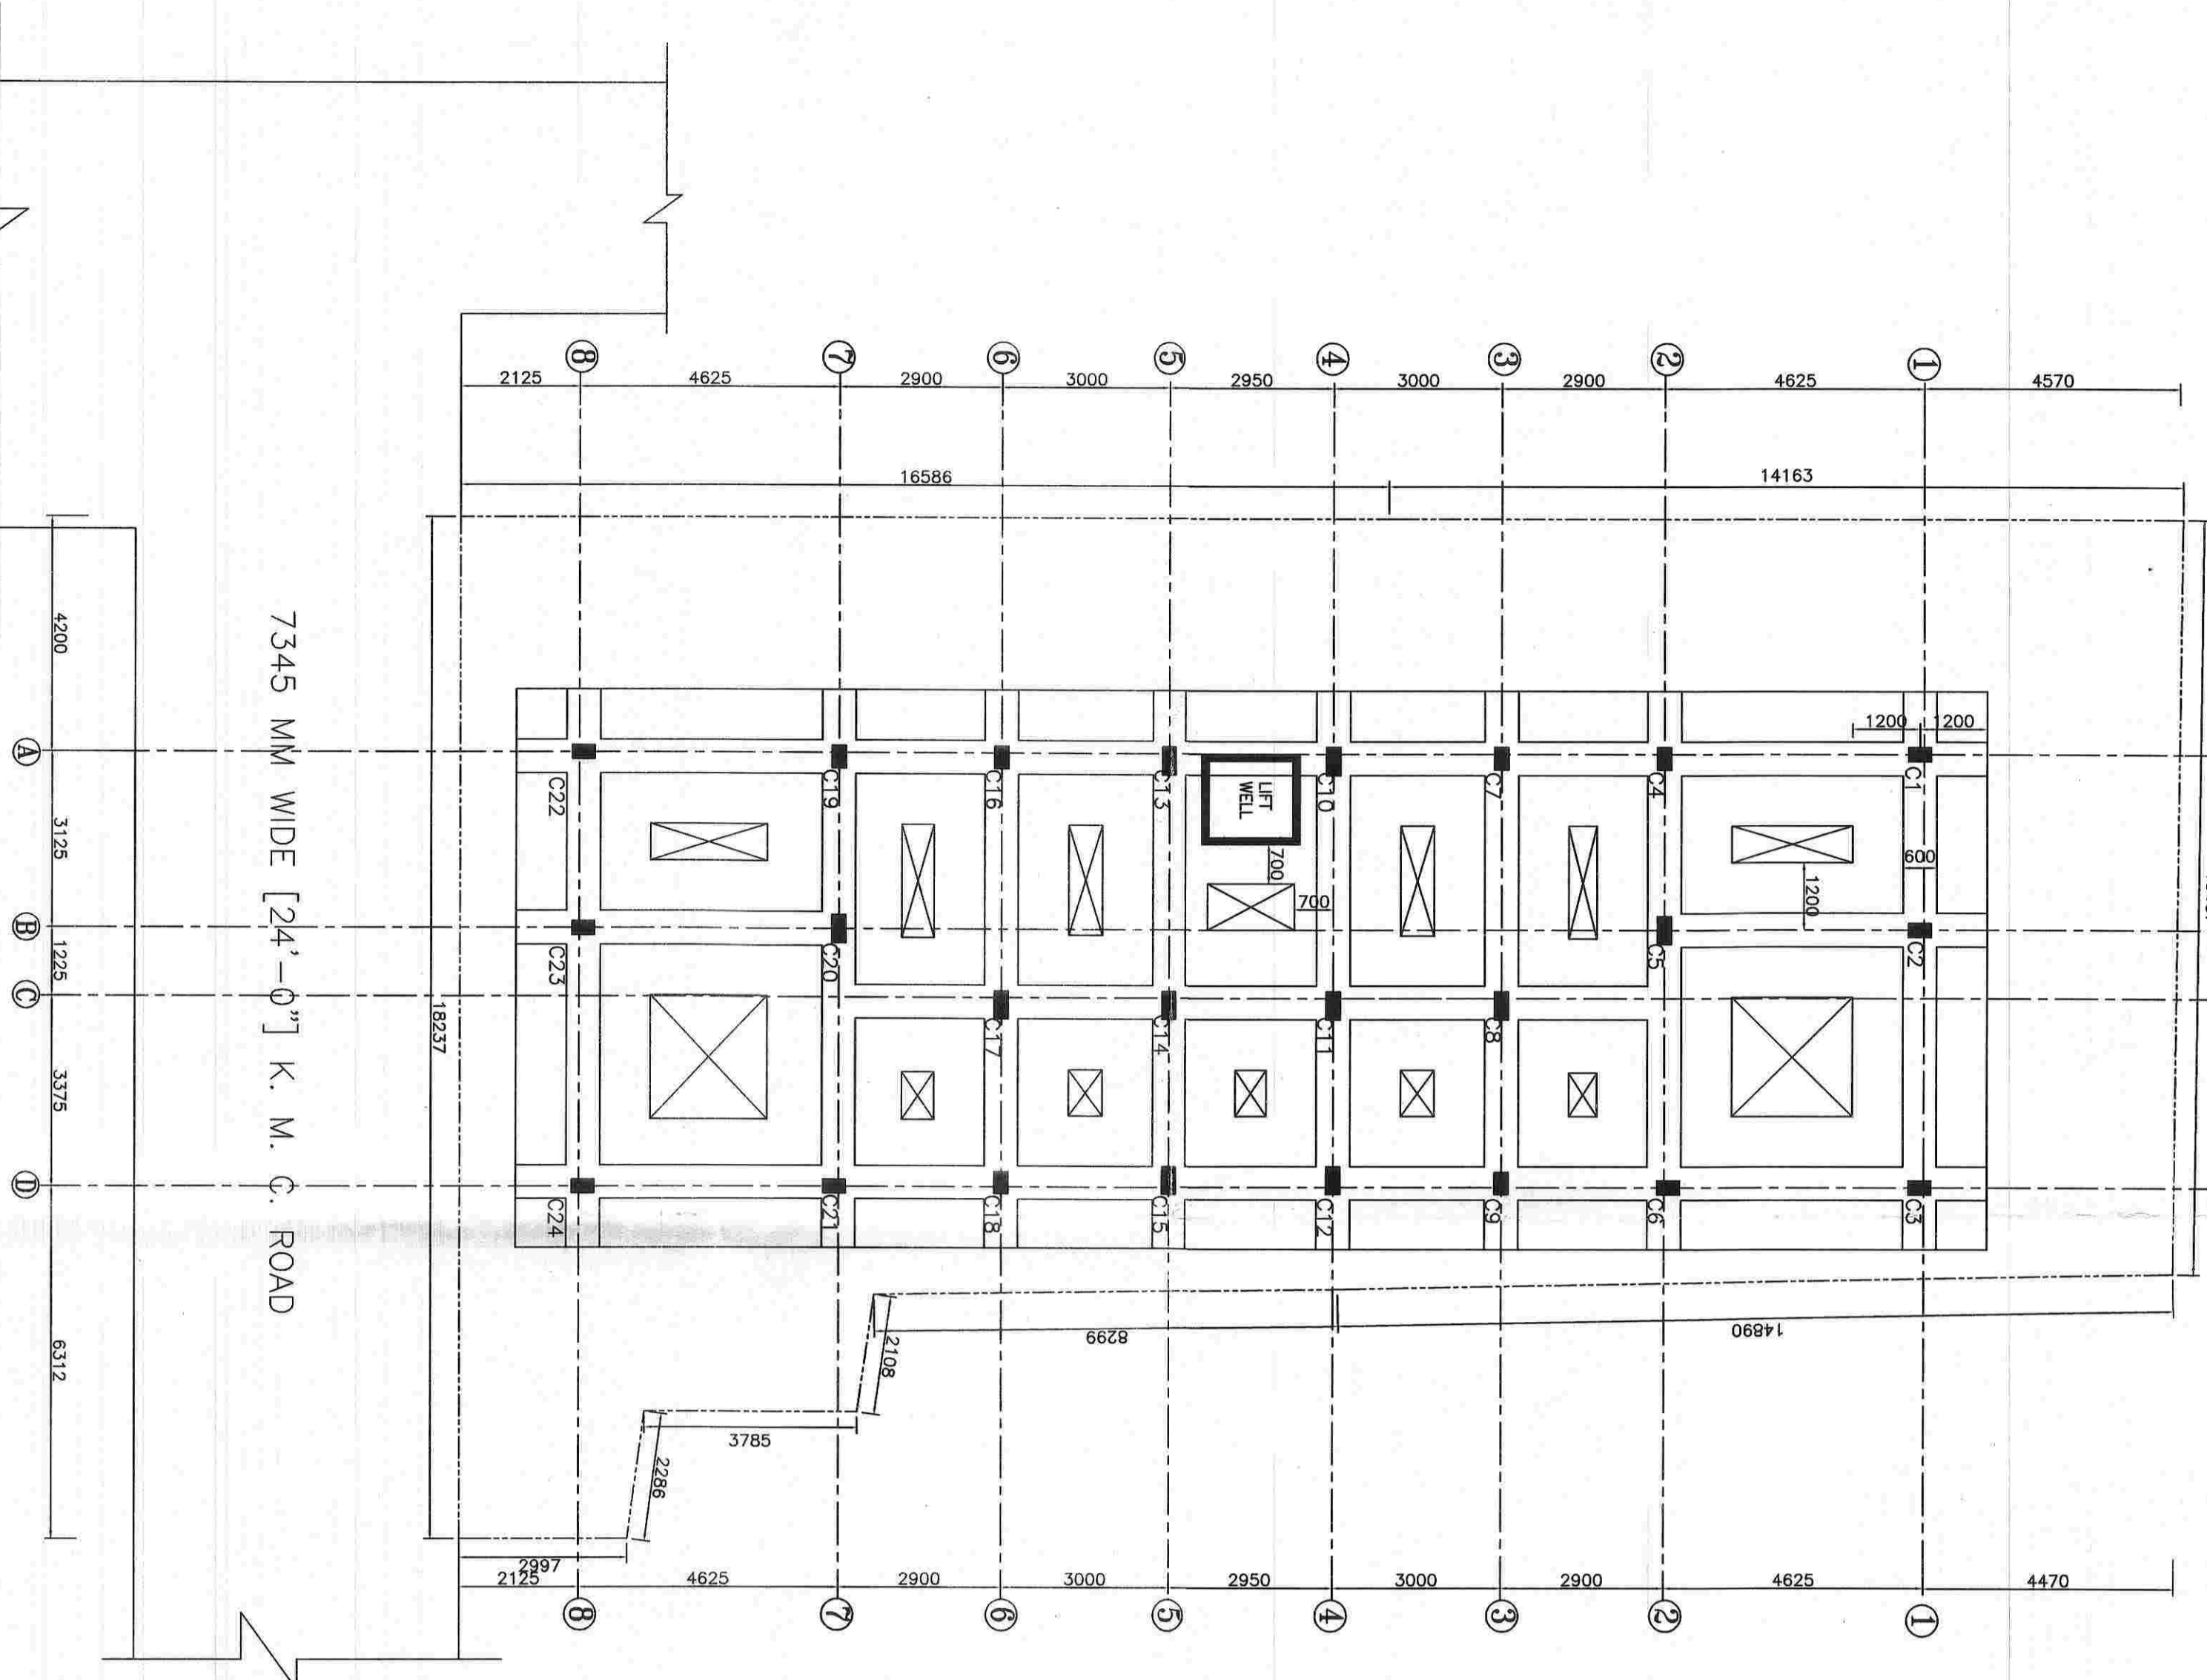 8
7
6
5
4
3
2
1
2125
4625
2900
3000
2950
3000
2900
4625
4570
16586
14163
1200
1200
C22
C19
C16
C13
LIFT
WELL
C10
C7
C4
C1
600
700
700
1200
C23
C20
C5
C2
C17
C14
C11
C8
C24
C21
C18
C15
C12
C9
C6
C3
A
B
C
D
4200
3125
1225
3375
6312
7345 MM WIDE [24'-0"] K. M. C. ROAD
18237
8299
14890
2108
3785
2286
2997
2125
4625
2900
3000
2950
3000
2900
4625
4470
8
7
6
5
4
3
2
1